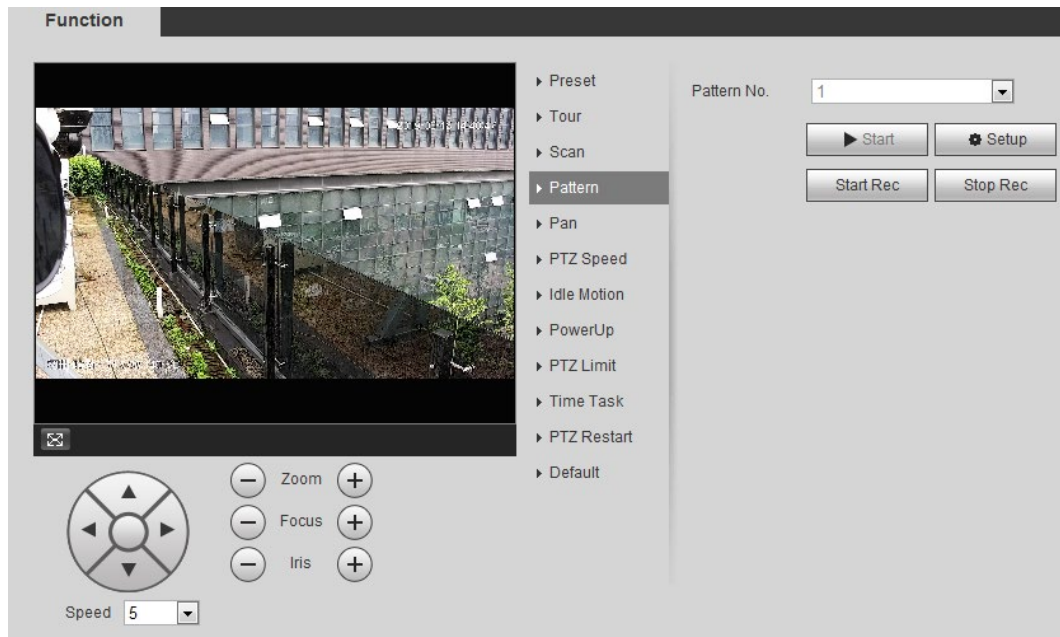 Function
Preset
Tour
Scan
Pattern
Pan
PTZ Speed
Idle Motion
PowerUp
PTZ Limit
Time Task
PTZ Restart
Default
Pattern No. 1
Start Setup
Start Rec Stop Rec
Zoom
Focus
Iris
Speed 5